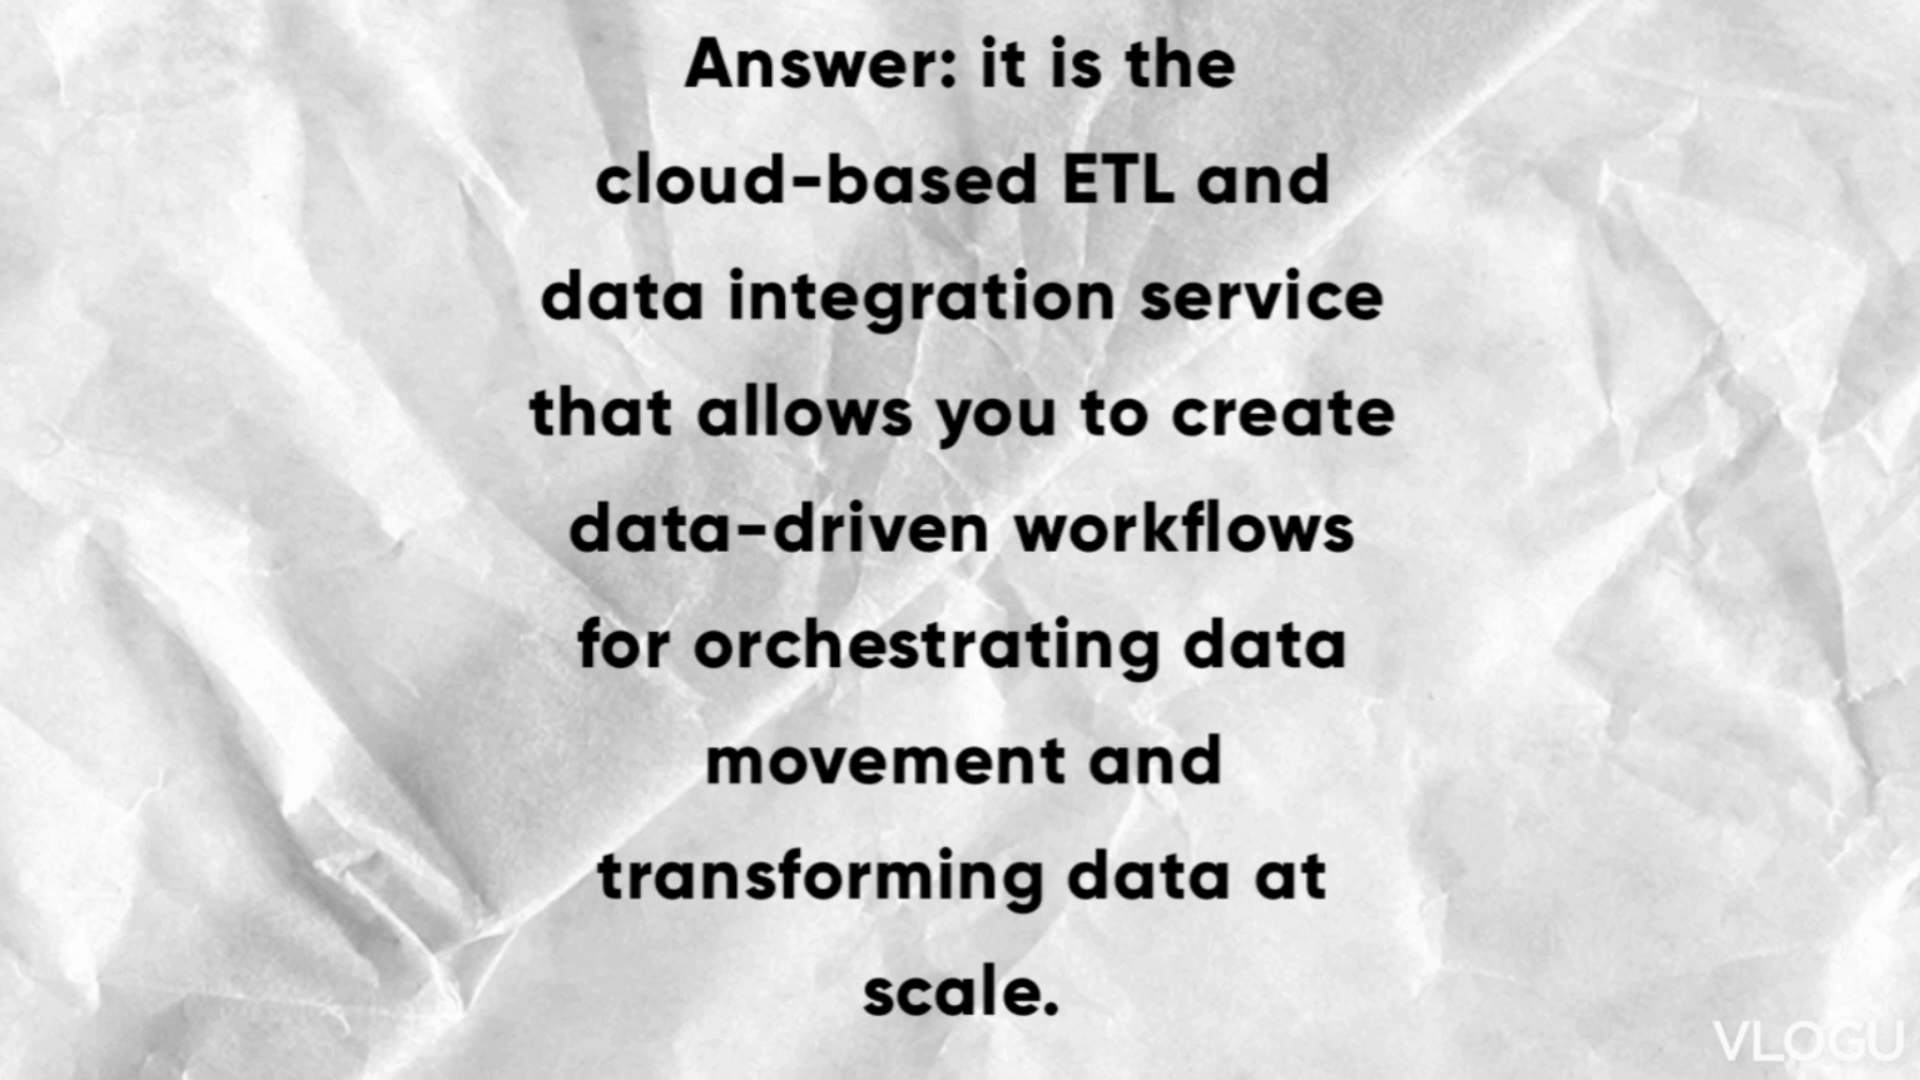 Answer: it is the
cloud-based ETL and
data integration service
that allows you to create
data-driven workflows
for orchestrating data
movement and
transforming data at
scale.
VLOGU